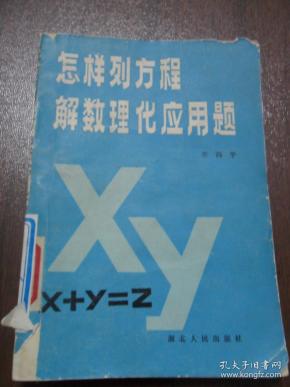 怎样列方程
解数理化应用题
xy
x+y=z
湖北人民出版社
孔夫子旧书网